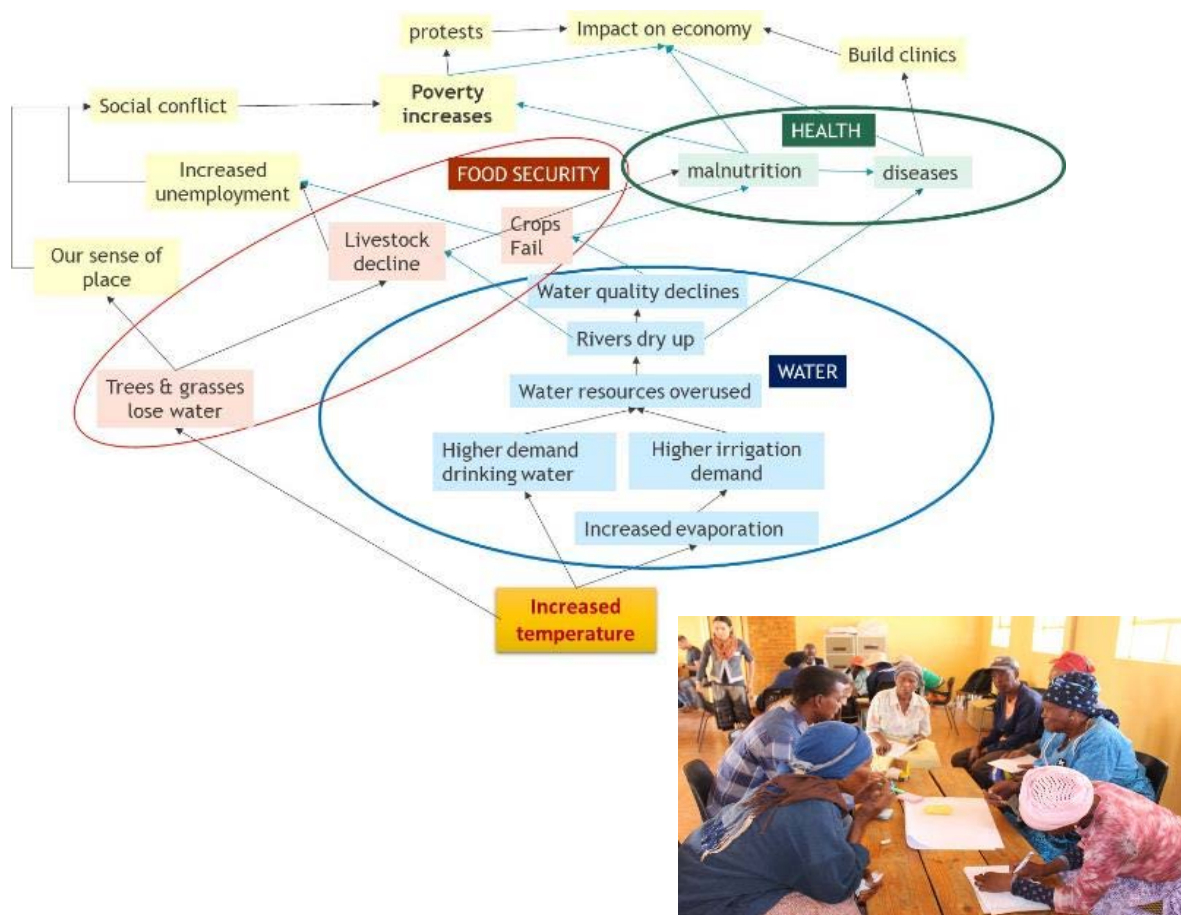 protests
Impact on economy
Build clinics
Social conflict
Poverty
increases
HEALTH
Increased
unemployment
FOOD SECURITY
malnutrition
diseases
Our sense of
place
Livestock
decline
Crops
Fail
Water quality declines
Rivers dry up
WATER
Trees & grasses
lose water
Water resources overused
Higher demand
drinking water
Higher irrigation
demand
Increased evaporation
Increased
temperature